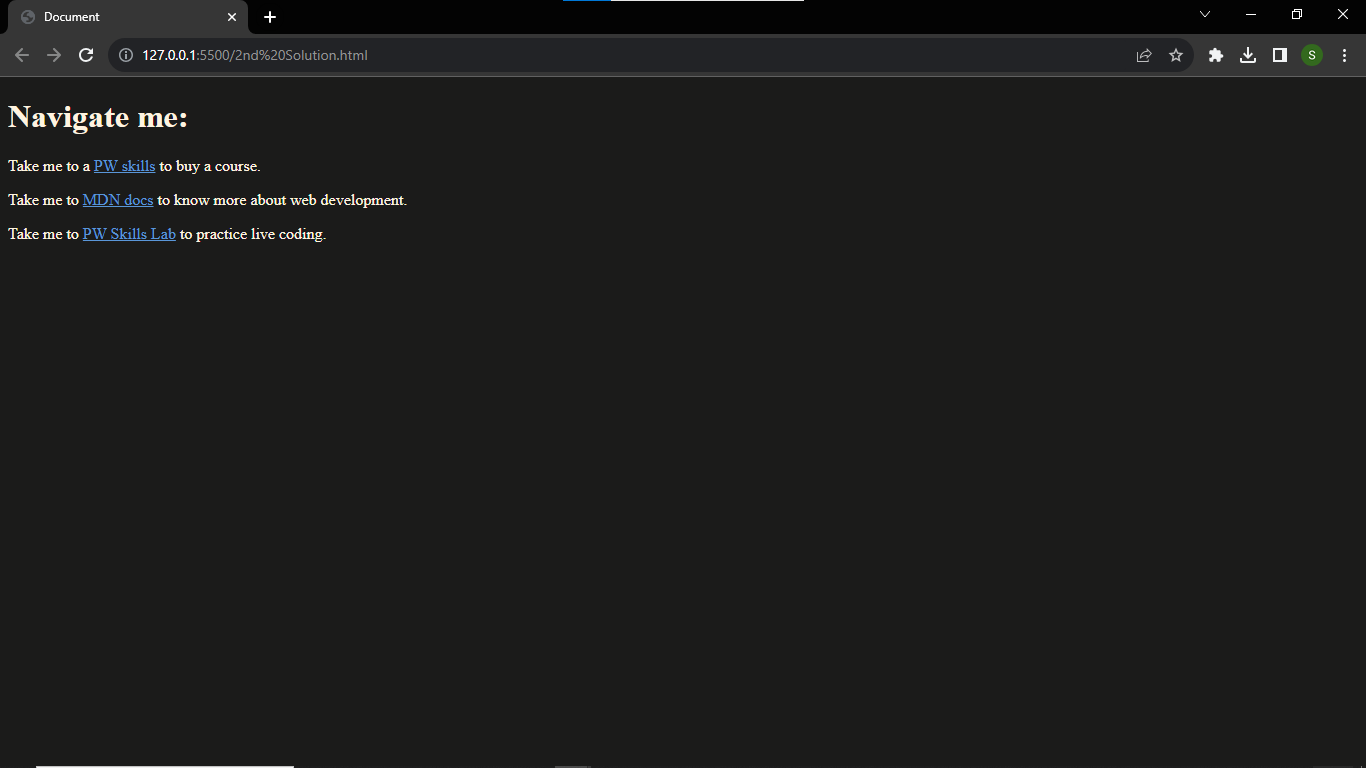 Document
127.0.0.1:5500/2nd%20Solution.html
S
Navigate me:
Take me to a PW skills to buy a course.
Take me to MDN docs to know more about web development.
Take me to PW Skills Lab to practice live coding.